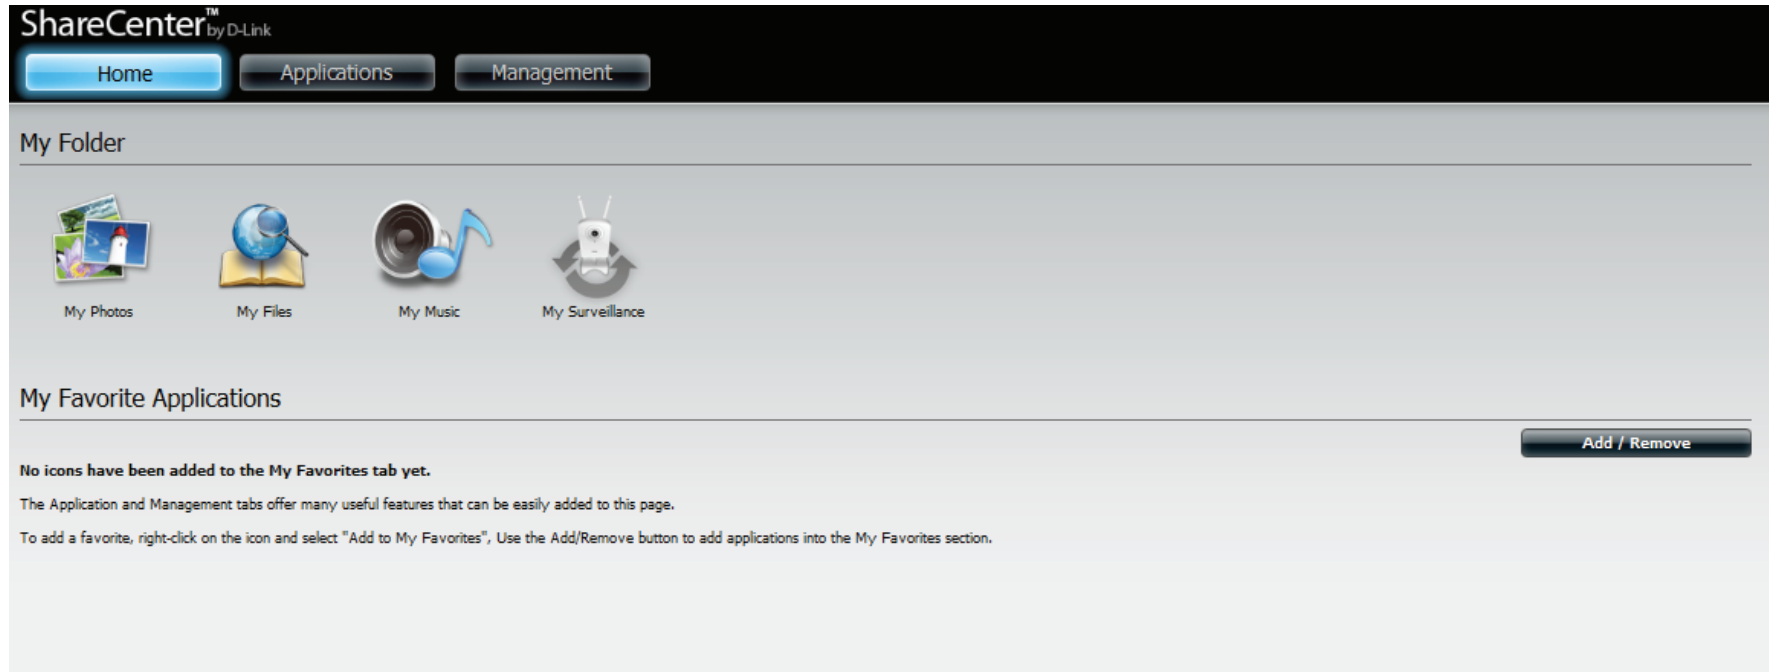 ShareCenter™ by D-Link
Home Applications Management
My Folder
My Photos My Files My Music My Surveillance
My Favorite Applications
Add / Remove
No icons have been added to the My Favorites tab yet.
The Application and Management tabs offer many useful features that can be easily added to this page.
To add a favorite, right-click on the icon and select "Add to My Favorites", Use the Add/Remove button to add applications into the My Favorites section.